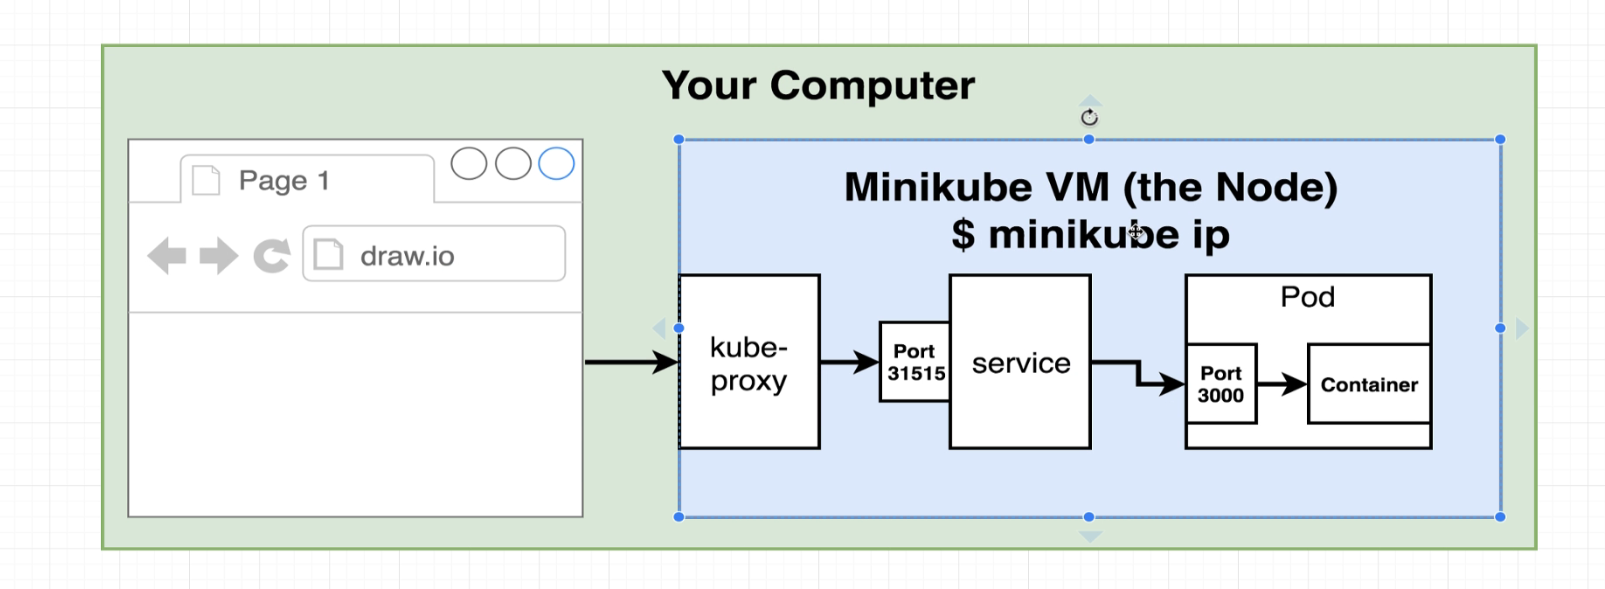 Your Computer
Page 1
draw.io
Minikube VM (the Node)
$ minikube ip
kube-
proxy
Port
31515
service
Pod
Port
3000
Container